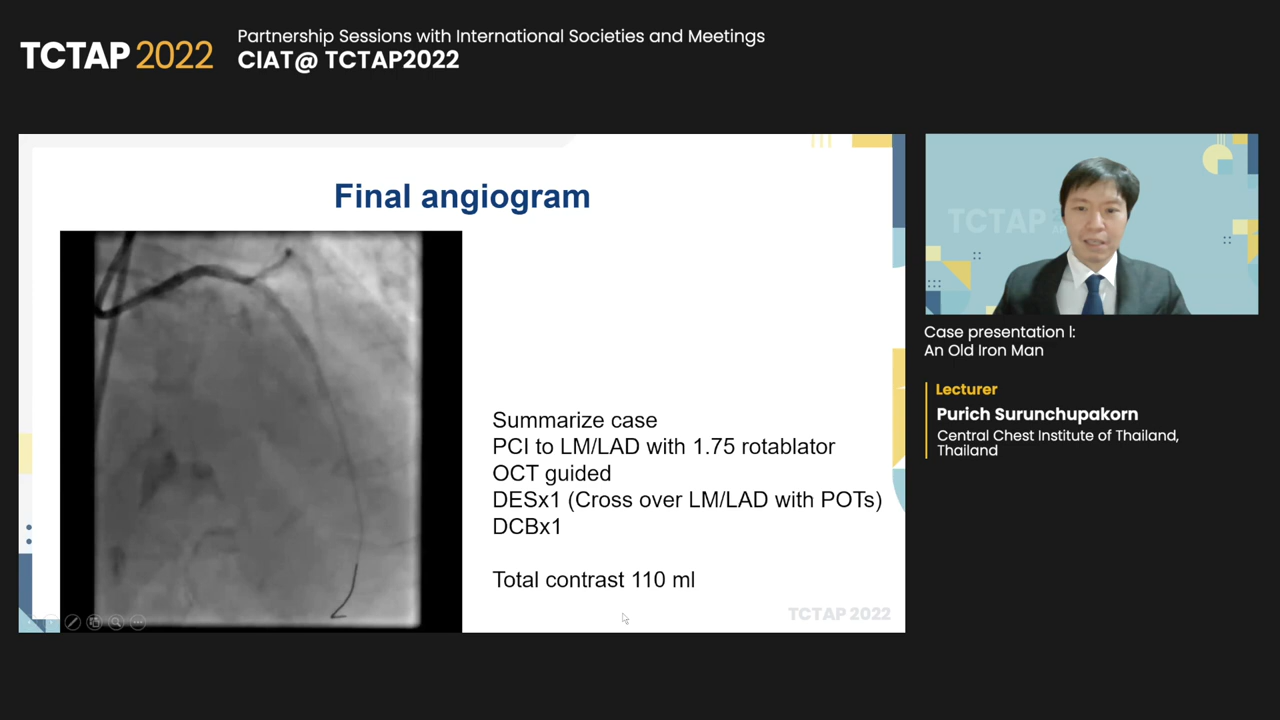 TCTAP 2022
Partnership Sessions with International Societies and Meetings
CIAT@ TCTAP2022
Final angiogram
Summarize case
PCI to LM/LAD with 1.75 rotablator
OCT guided
DESx1 (Cross over LM/LAD with POTs)
DCBx1
Total contrast 110 ml
TCTAP 2022
TCTAP
Case presentation I:
An Old Iron Man
Lecturer
Purich Surunchupakorn
Central Chest Institute of Thailand,
Thailand